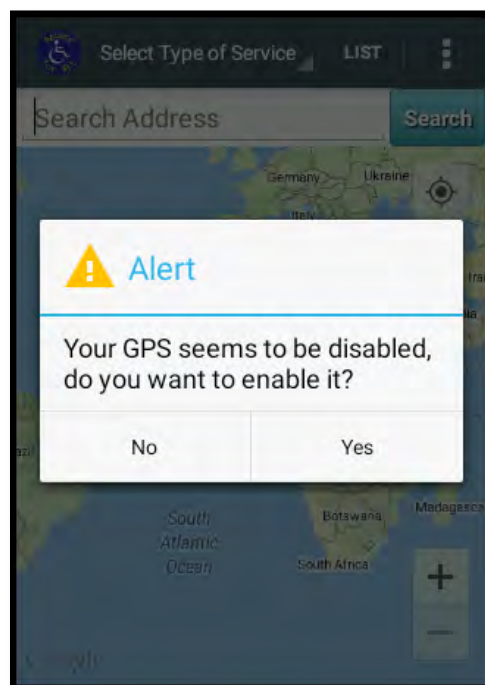 Select Type of Service
LIST
Search Address
Search
Germany
Ukraine
Italy
Alert
Your GPS seems to be disabled,
do you want to enable it?
No
Yes
South
Atlantic
Ocean
Botswana
Madagasca
South Africa
+
−